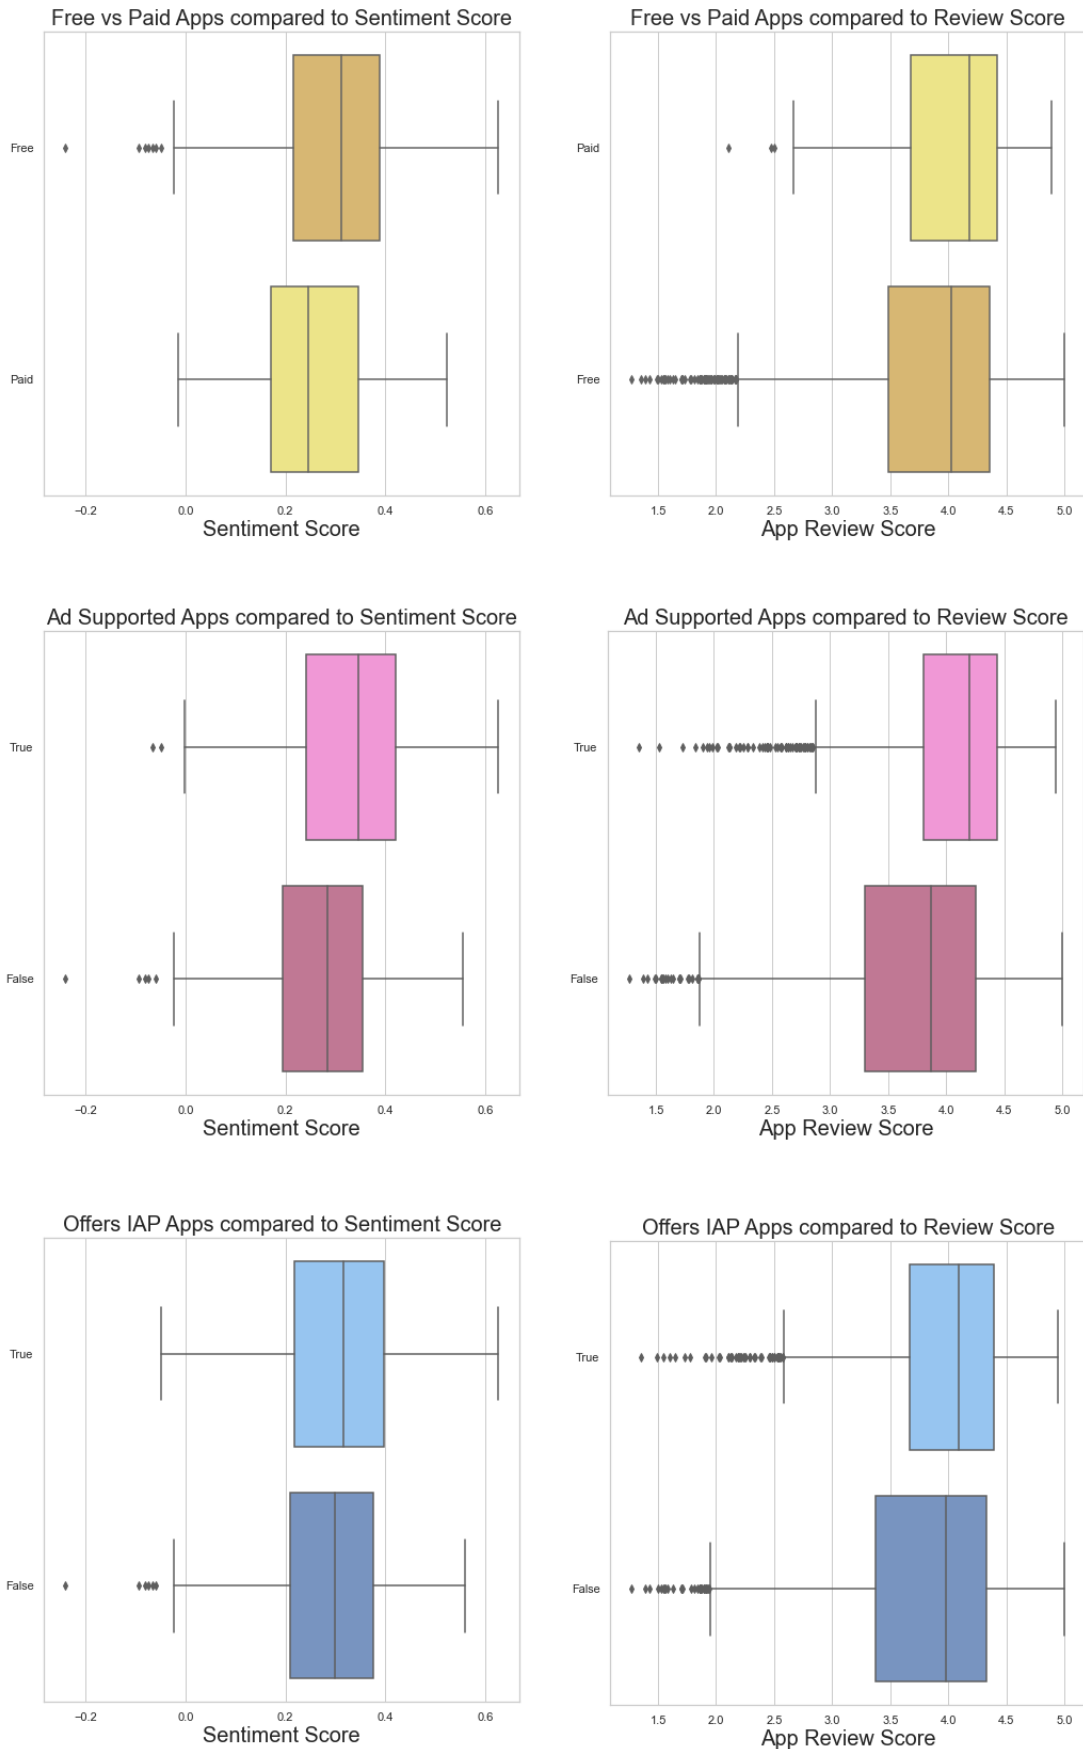 Free vs Paid Apps compared to Sentiment Score
Free
Paid
−0.2 0.0 0.2 0.4 0.6
Sentiment Score
Free vs Paid Apps compared to Review Score
Paid
Free
1.5 2.0 2.5 3.0 3.5 4.0 4.5 5.0
App Review Score
Ad Supported Apps compared to Sentiment Score
True
False
−0.2 0.0 0.2 0.4 0.6
Sentiment Score
Ad Supported Apps compared to Review Score
True
False
1.5 2.0 2.5 3.0 3.5 4.0 4.5 5.0
App Review Score
Offers IAP Apps compared to Sentiment Score
True
False
−0.2 0.0 0.2 0.4 0.6
Sentiment Score
Offers IAP Apps compared to Review Score
True
False
1.5 2.0 2.5 3.0 3.5 4.0 4.5 5.0
App Review Score